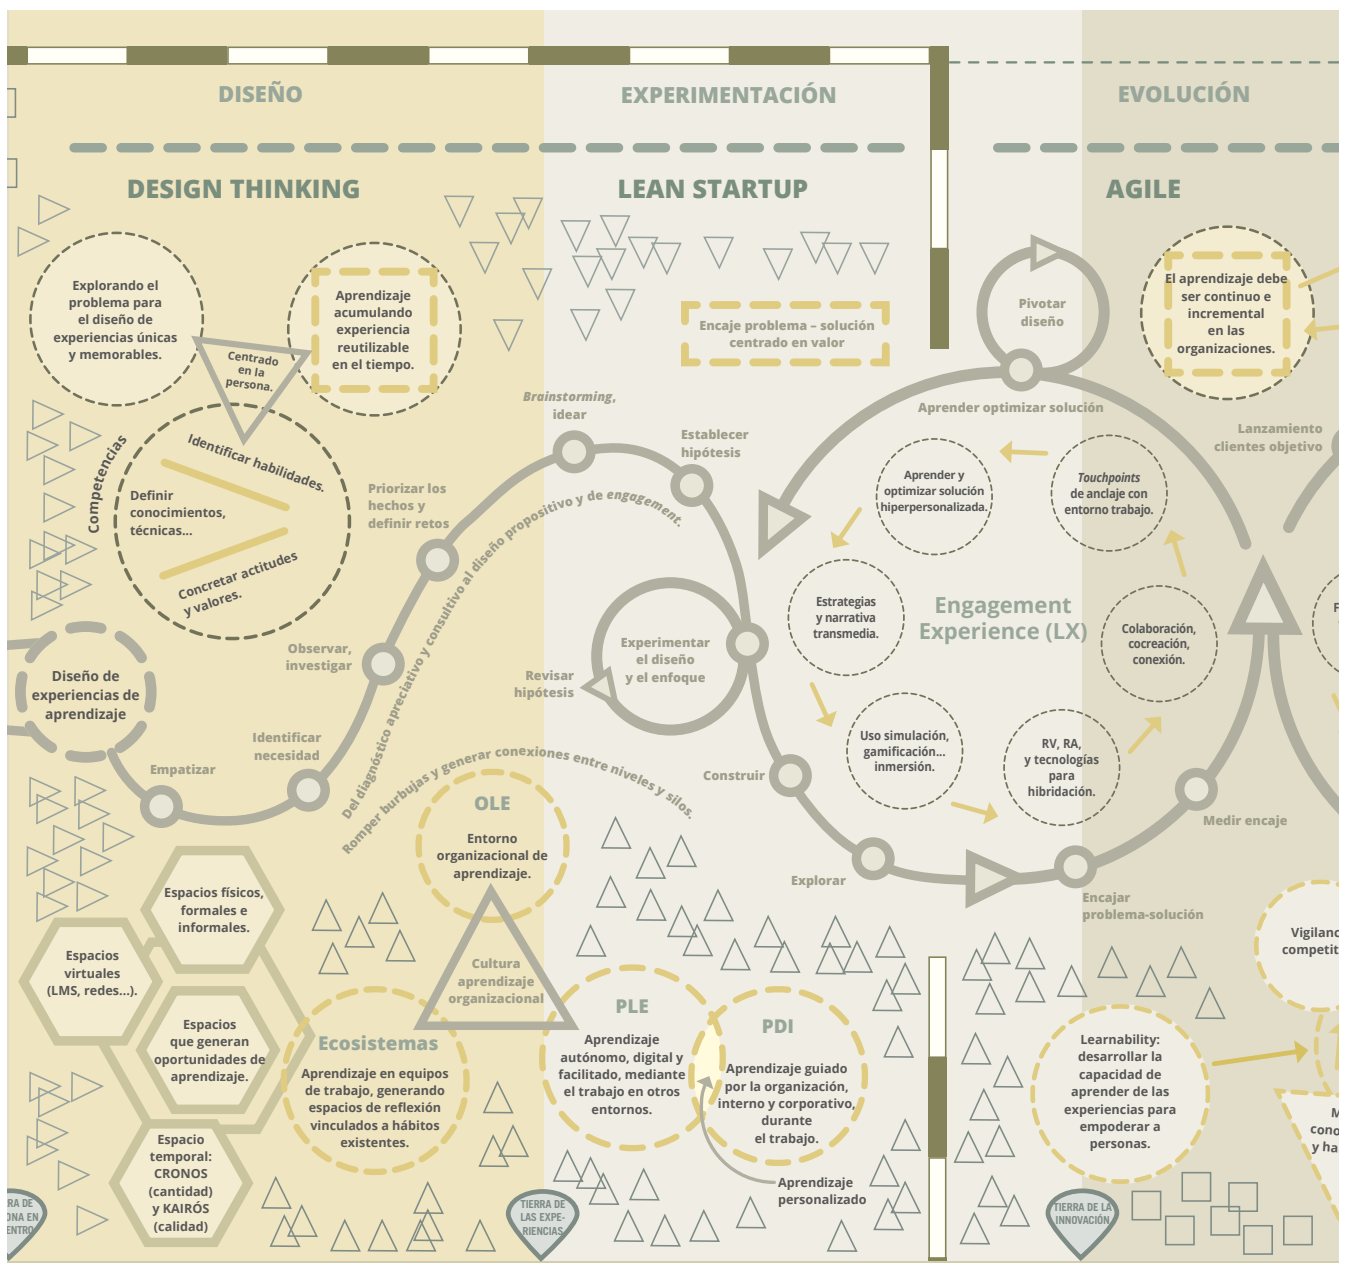 DISEÑO
EXPERIMENTACIÓN
EVOLUCIÓN
DESIGN THINKING
LEAN STARTUP
AGILE
Explorando el
problema para
el diseño de
experiencias únicas
y memorables.
Centrado
en la
persona.
Aprendizaje
acumulando
experiencia
reutilizable
en el tiempo.
Encaje problema – solución
centrado en valor
Pivotar
diseño
El aprendizaje debe
ser continuo e
incremental
en las
organizaciones.
Competencias
Identificar habilidades.
Definir
conocimientos,
técnicas...
Concretar actitudes
y valores.
Brainstorming,
idear
Establecer
hipótesis
Priorizar los
hechos y
definir retos
Aprender optimizar solución
Lanzamiento
clientes objetivo
Aprender y
optimizar solución
hiperpersonalizada.
Touchpoints
de anclaje con
entorno trabajo.
Del diagnóstico apreciativo y consultivo al diseño propositivo y de engagement.
Estrategias
y narrativa
transmedia.
Engagement
Experience (LX)
Colaboración,
cocreación,
conexión.
Experimentar
el diseño
y el enfoque
Revisar
hipótesis
Observar,
investigar
Diseño de
experiencias de
aprendizaje
Identificar
necesidad
Empatizar
Uso simulación,
gamificación...
inmersión.
RV, RA,
y tecnologías
para
hibridación.
Construir
Medir encaje
Explorar
Encajar
problema-solución
Romper burbujas y generar conexiones entre niveles y silos.
OLE
Entorno
organizacional de
aprendizaje.
Cultura
aprendizaje
organizacional
Espacios físicos,
formales e
informales.
Espacios
virtuales
(LMS, redes...).
Espacios
que generan
oportunidades de
aprendizaje.
Espacio
temporal:
CRONOS
(cantidad)
y KAIRÓS
(calidad)
Ecosistemas
Aprendizaje en equipos
de trabajo, generando
espacios de reflexión
vinculados a hábitos
existentes.
PLE
Aprendizaje
autónomo, digital y
facilitado, mediante
el trabajo en otros
entornos.
PDI
Aprendizaje guiado
por la organización,
interno y corporativo,
durante
el trabajo.
Aprendizaje
personalizado
Learnability:
desarrollar la
capacidad de
aprender de las
experiencias para
empoderar a
personas.
Vigilanc
competit
M
cono
y ha
RRA DE
ONA EN
ENTRO
TIERRA DE
LAS EXPE-
RIENCIAS
TIERRA DE LA
INNOVACIÓN